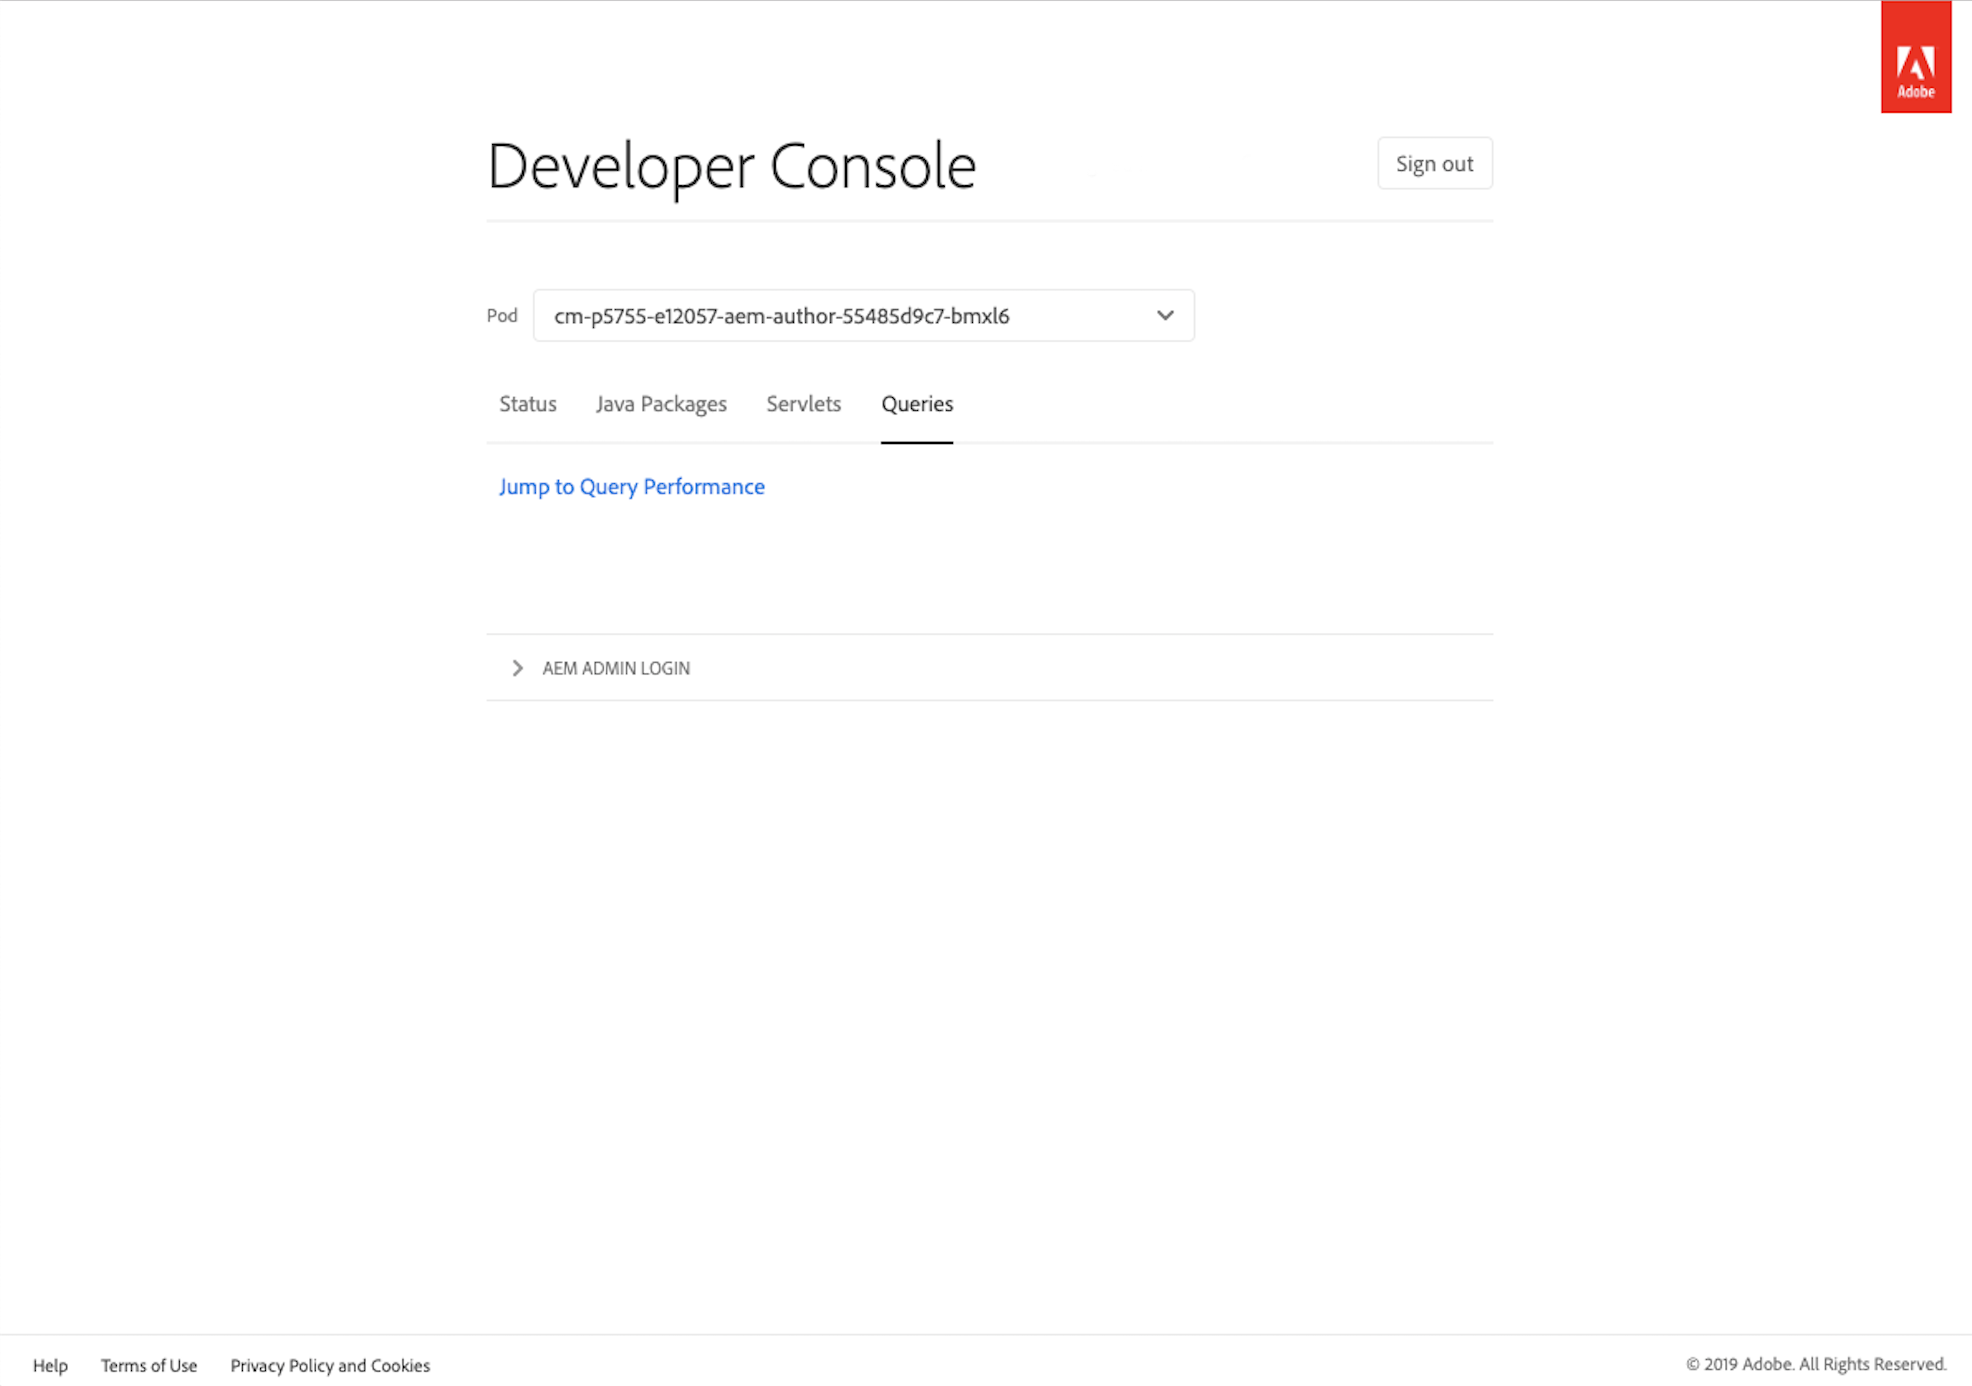 Adobe
Developer Console
Sign out
Pod
cm-p5755-e12057-aem-author-55485d9c7-bmxl6
Status Java Packages Servlets Queries
Jump to Query Performance
AEM ADMIN LOGIN
Help Terms of Use Privacy Policy and Cookies
© 2019 Adobe. All Rights Reserved.